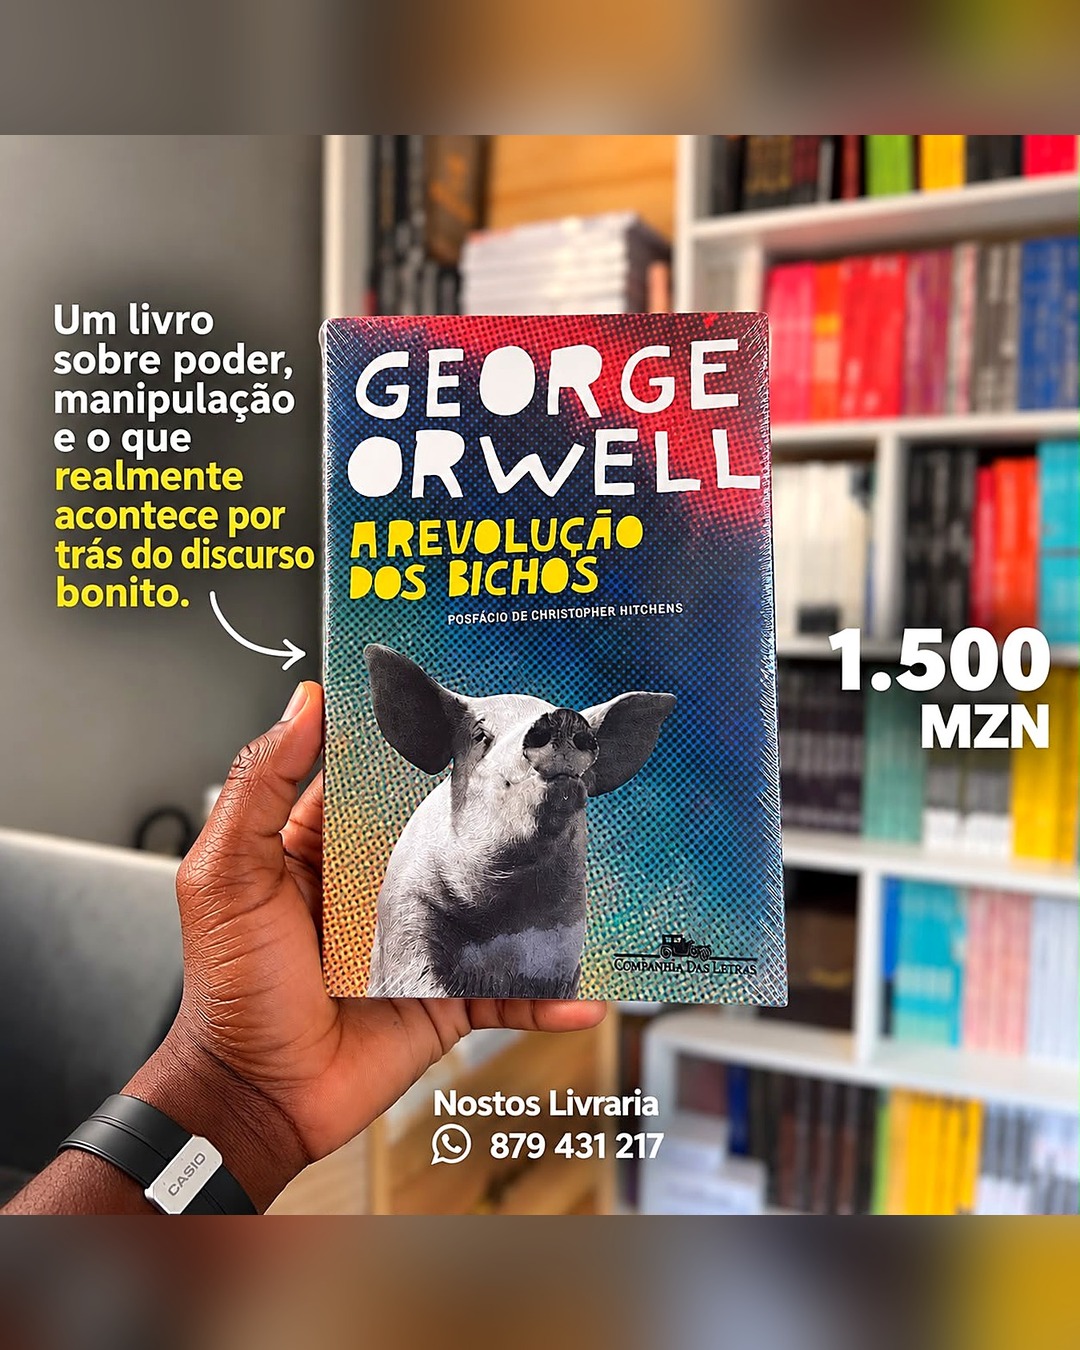 Um livro
sobre poder,
manipulação
e o que
realmente
acontece por
trás do discurso
bonito.
GEORGE
ORWELL
A REVOLUÇÃO
DOS BICHOS
POSFÁCIO DE CHRISTOPHER HITCHENS
COMPANHIA DAS LETRAS
1.500
MZN
Nostos Livraria
879 431 217
CASIO